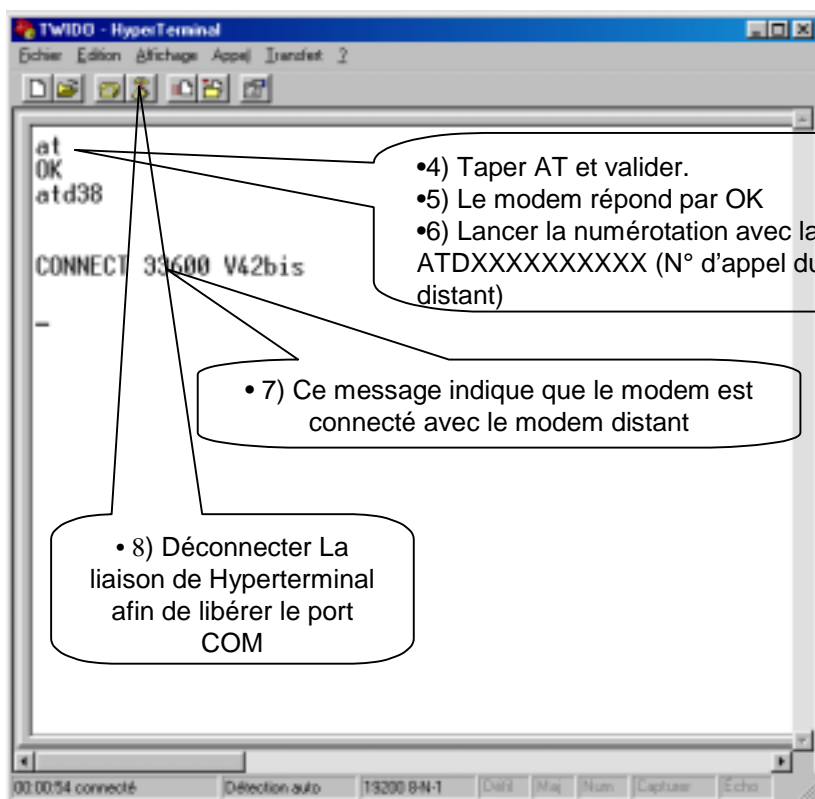 TWIDO - HyperTerminal
Fichier Edition Affichage Appel Transfert ?
at
OK
atd38
CONNECT 33600 V42bis
•4) Taper AT et valider.
•5) Le modem répond par OK
•6) Lancer la numérotation avec la
ATDXXXXXXXXXX (N° d’appel du
distant)
• 7) Ce message indique que le modem est
connecté avec le modem distant
• 8) Déconnecter La
liaison de Hyperterminal
afin de libérer le port
COM
00:00:54 connecté Détection auto 19200 8-N-1 Défil Maj Num Capturer Écho